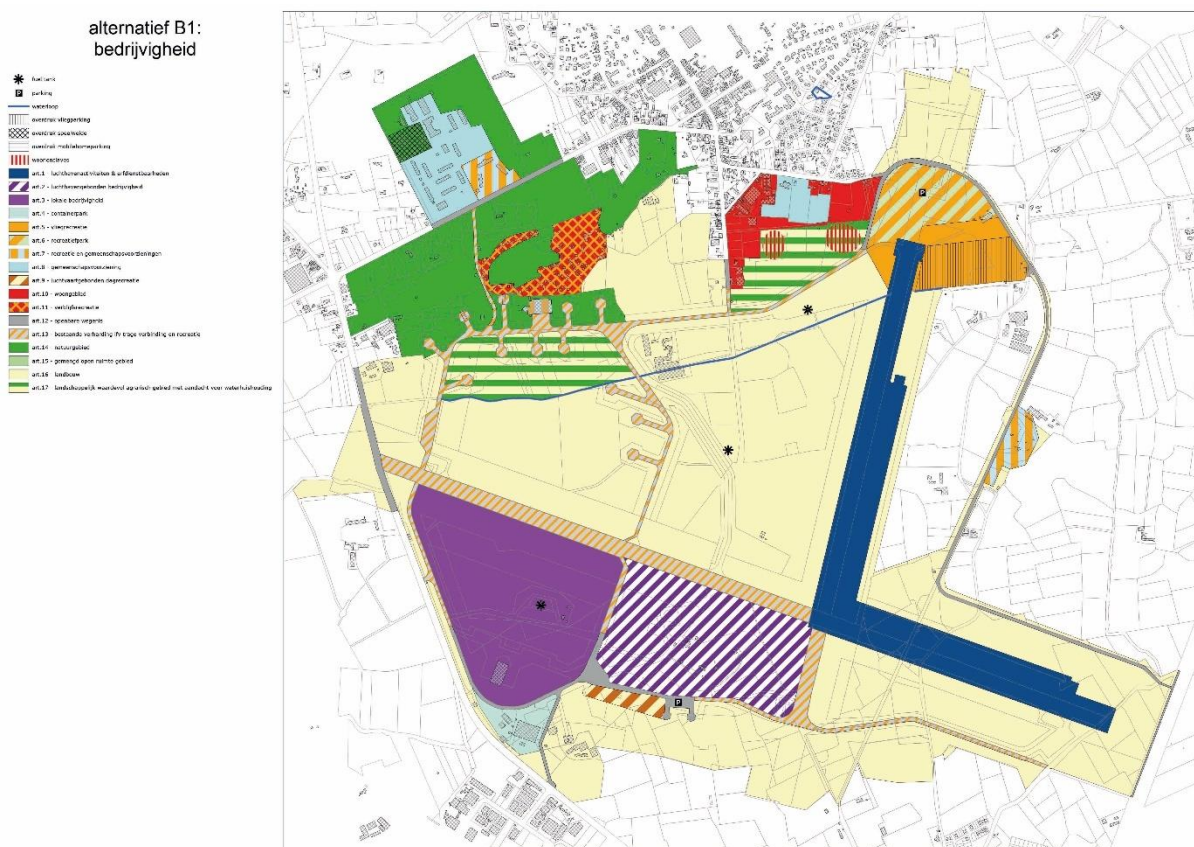 alternatief B1:
bedrijvigheid
fuel tank
parking
waterloop
overdruk vliegparking
overdruk speelweide
overdruk mobilehomeparking
woonenclaves
art.1 - luchthavenactiviteiten & erfdienstbaarheden
art.2 - luchthavengebonden bedrijvigheid
art.3 - lokale bedrijvigheid
art.4 - containerpark
art.5 - vliegrecreatie
art.6 - recreatiefpark
art.7 - recreatie en gemeenschapsvoorzieningen
art.8 - gemeenschapsvoorziening
art.9 - luchtvaartgebonden dagrecreatie
art.10 - woongebied
art.11 - verblijfsrecreatie
art.12 - openbare wegenis
art.13 - bestaande verharding ifv trage verbinding en recreatie
art.14 - natuurgebied
art.15 - gemengd open ruimte gebied
art.16 - landbouw
art.17 - landschappelijk waardevol agrarisch gebied met aandacht voor waterhuishouding
P
P